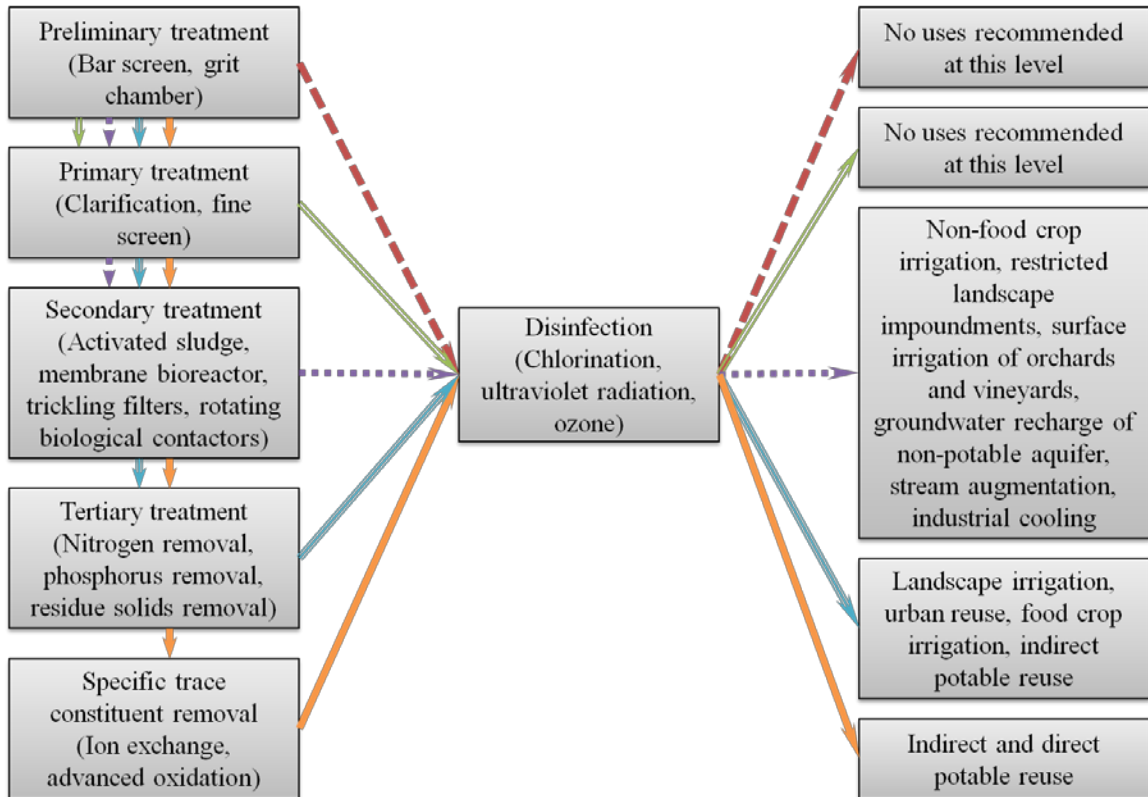 Preliminary treatment
(Bar screen, grit
chamber)
Primary treatment
(Clarification, fine
screen)
Secondary treatment
(Activated sludge,
membrane bioreactor,
trickling filters, rotating
biological contactors)
Tertiary treatment
(Nitrogen removal,
phosphorus removal,
residue solids removal)
Specific trace
constituent removal
(Ion exchange,
advanced oxidation)
Disinfection
(Chlorination,
ultraviolet radiation,
ozone)
No uses recommended
at this level
No uses recommended
at this level
Non-food crop
irrigation, restricted
landscape
impoundments, surface
irrigation of orchards
and vineyards,
groundwater recharge of
non-potable aquifer,
stream augmentation,
industrial cooling
Landscape irrigation,
urban reuse, food crop
irrigation, indirect
potable reuse
Indirect and direct
potable reuse